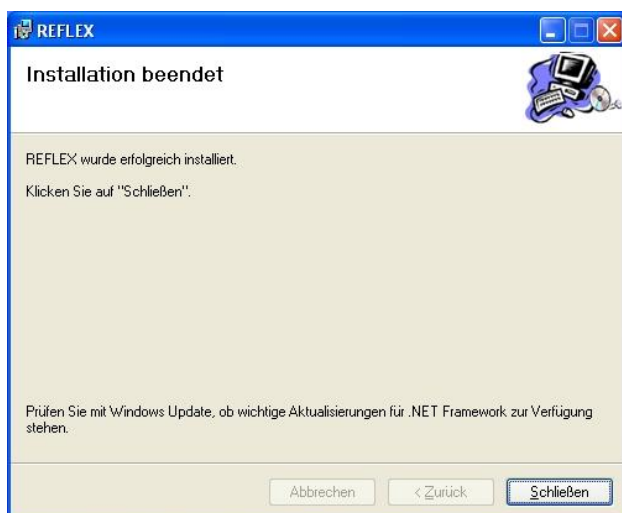 REFLEX
Installation beendet
REFLEX wurde erfolgreich installiert.
Klicken Sie auf "Schließen".
Prüfen Sie mit Windows Update, ob wichtige Aktualisierungen für .NET Framework zur Verfügung
stehen.
Abbrechen
< Zurück
Schließen